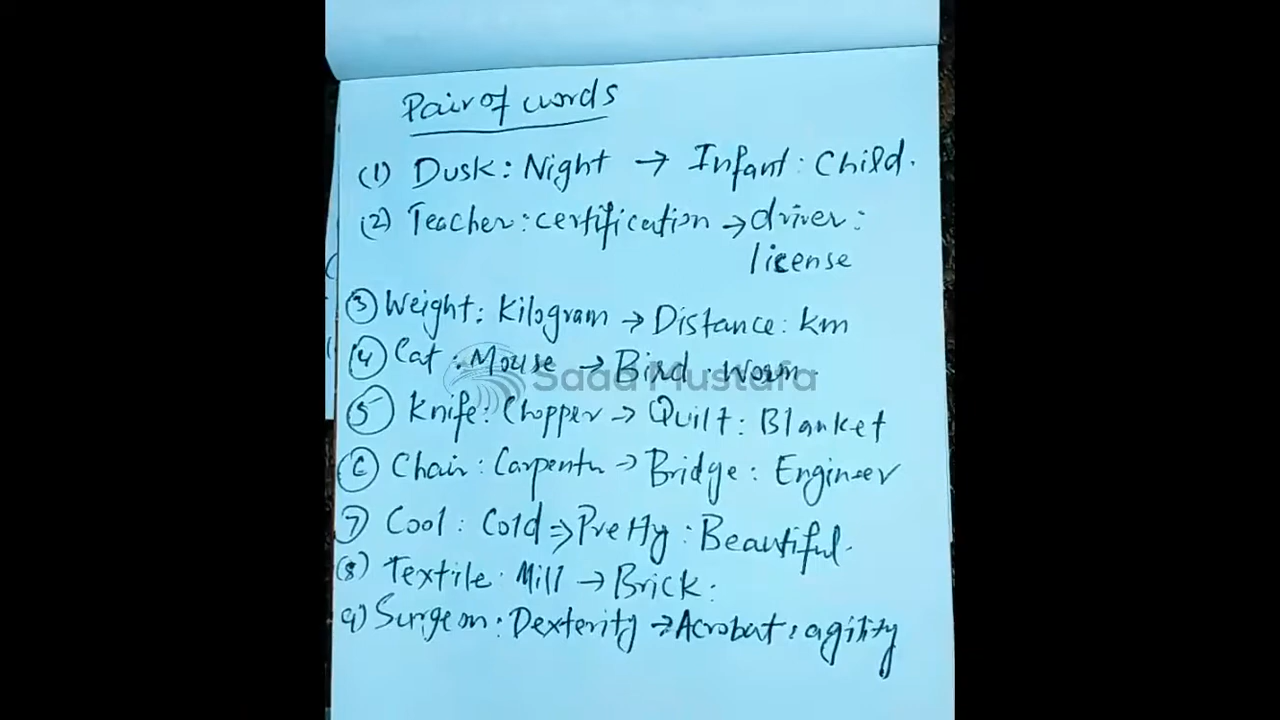 Pair of words
(1) Dusk : Night → Infant : Child.
(2) Teacher : certification → driver :
license
(3) Weight : Kilogram → Distance : km
(4) Cat : Mouse → Bird . Worm.
Saad Mustafa
(5) Knife : Chopper → Quilt : Blanket
(6) Chair : Carpenter → Bridge : Engineer
(7) Cool : Cold ⇒ Pretty : Beautiful.
(8) Textile . Mill → Brick :
9) Surgeon : Dexterity → Acrobat : agility